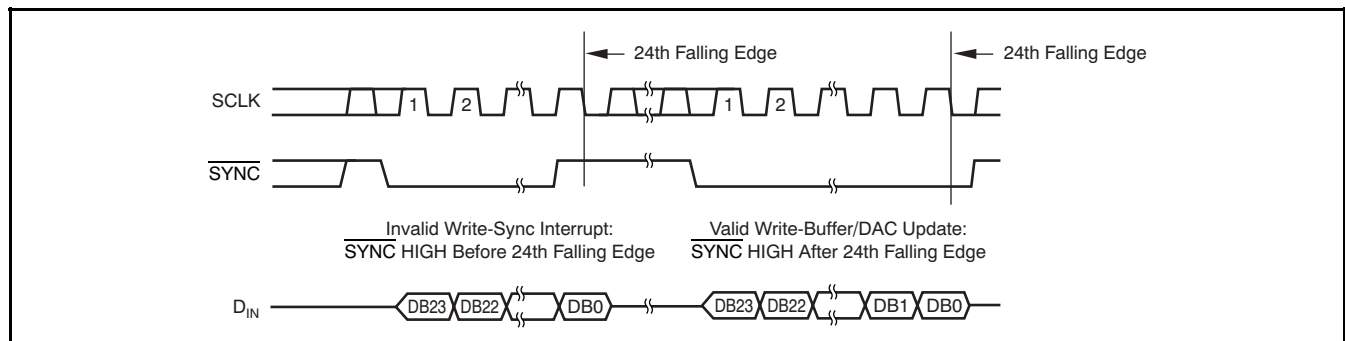 24th Falling Edge
24th Falling Edge
SCLK
1
2
1
2
SYNC
Invalid Write-Sync Interrupt:
SYNC HIGH Before 24th Falling Edge
Valid Write-Buffer/DAC Update:
SYNC HIGH After 24th Falling Edge
DIN
DB23
DB22
DB0
DB23
DB22
DB1
DB0